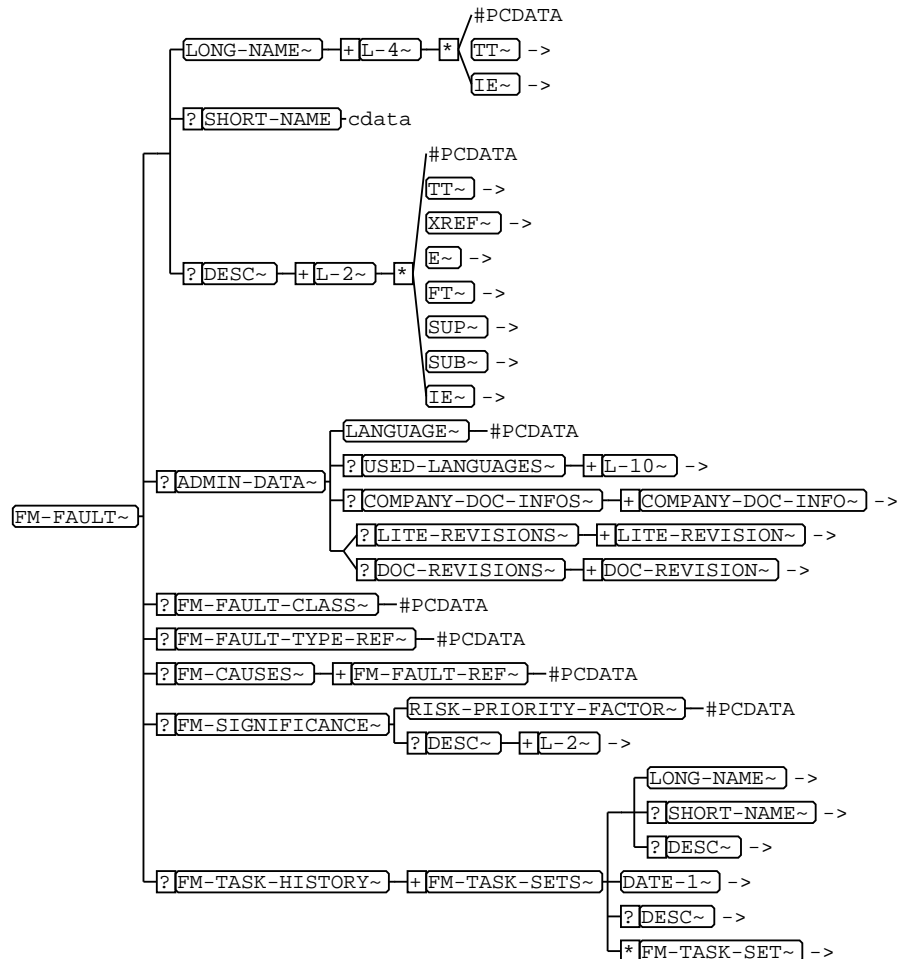 #PCDATA
LONG-NAME~ + L-4~ * TT~ ->
IE~ ->
? SHORT-NAME cdata
#PCDATA
TT~ ->
XREF~ ->
E~ ->
? DESC~ + L-2~ *
FT~ ->
SUP~ ->
SUB~ ->
IE~ ->
LANGUAGE~ #PCDATA
? USED-LANGUAGES~ + L-10~ ->
? ADMIN-DATA~
? COMPANY-DOC-INFOS~ + COMPANY-DOC-INFO~ ->
FM-FAULT~
? LITE-REVISIONS~ + LITE-REVISION~ ->
? DOC-REVISIONS~ + DOC-REVISION~ ->
? FM-FAULT-CLASS~ #PCDATA
? FM-FAULT-TYPE-REF~ #PCDATA
? FM-CAUSES~ + FM-FAULT-REF~ #PCDATA
RISK-PRIORITY-FACTOR~ #PCDATA
? FM-SIGNIFICANCE~
? DESC~ + L-2~ ->
LONG-NAME~ ->
? SHORT-NAME~ ->
? DESC~ ->
? FM-TASK-HISTORY~ + FM-TASK-SETS~ DATE-1~ ->
? DESC~ ->
* FM-TASK-SET~ ->